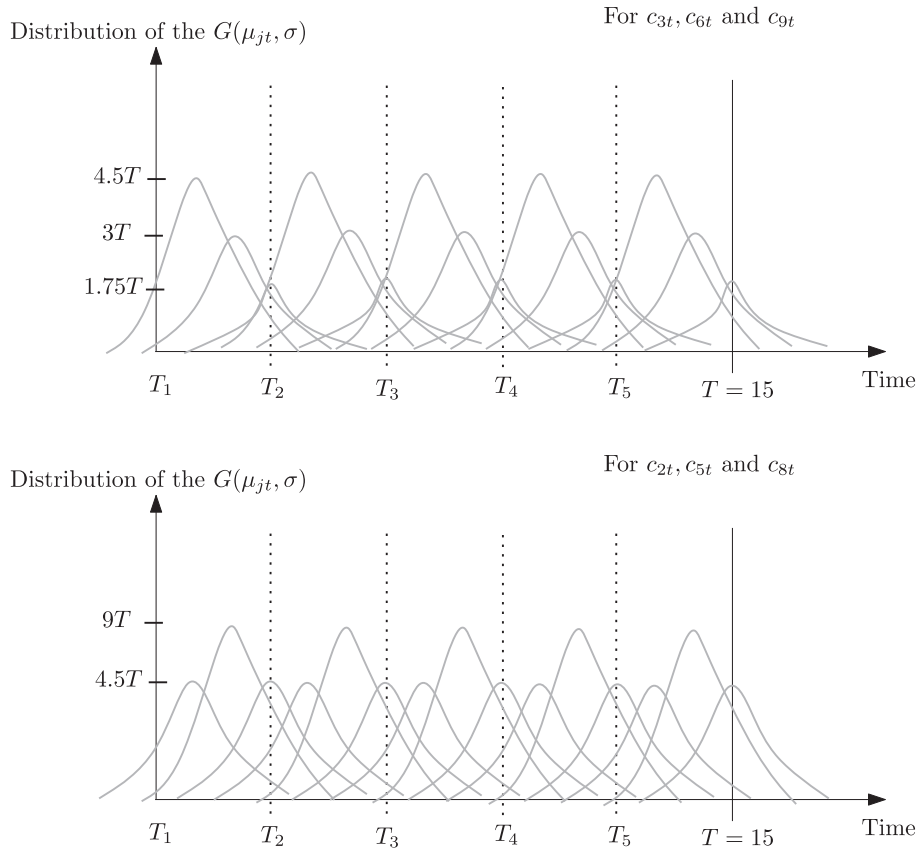 For c₃ₜ, c₆ₜ and c₉ₜ
Distribution of the G(μⱼₜ, σ)
4.5T
3T
1.75T
T₁ T₂ T₃ T₄ T₅ T = 15 Time
For c₂ₜ, c₅ₜ and c₈ₜ
Distribution of the G(μⱼₜ, σ)
9T
4.5T
T₁ T₂ T₃ T₄ T₅ T = 15 Time